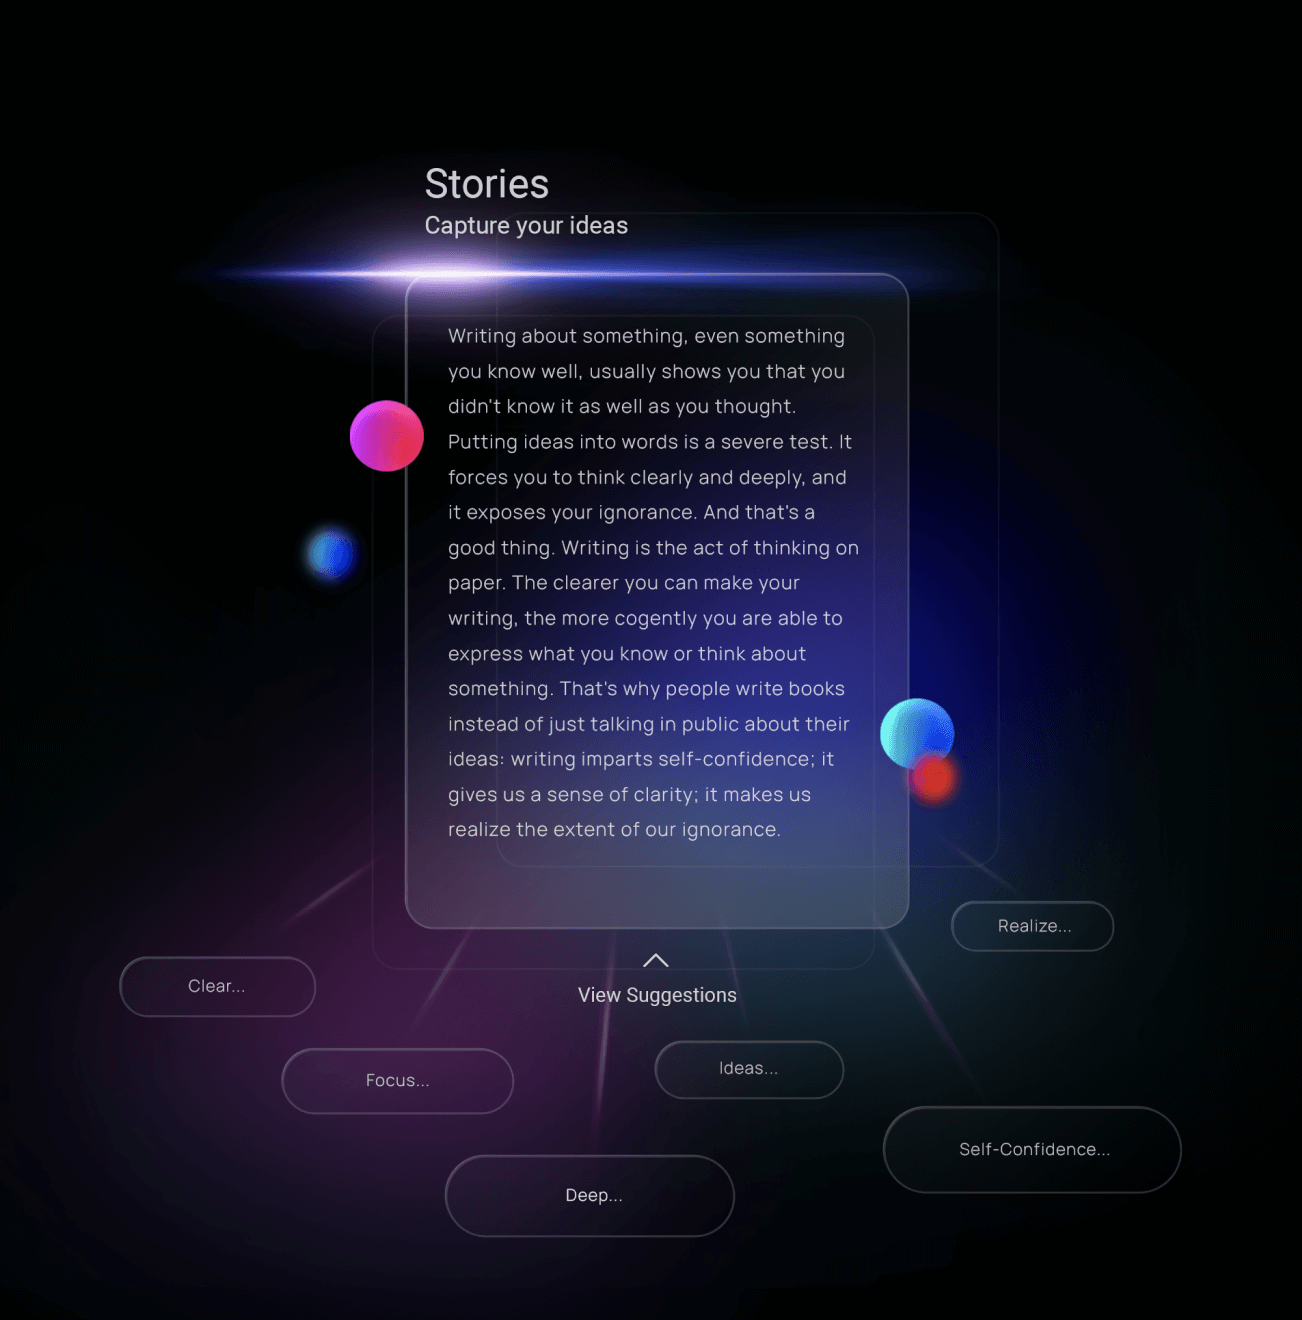 Stories
Capture your ideas
Writing about something, even something
you know well, usually shows you that you
didn't know it as well as you thought.
Putting ideas into words is a severe test. It
forces you to think clearly and deeply, and
it exposes your ignorance. And that's a
good thing. Writing is the act of thinking on
paper. The clearer you can make your
writing, the more cogently you are able to
express what you know or think about
something. That's why people write books
instead of just talking in public about their
ideas: writing imparts self-confidence; it
gives us a sense of clarity; it makes us
realize the extent of our ignorance.
Realize...
Clear...
View Suggestions
Ideas...
Focus...
Self-Confidence...
Deep...